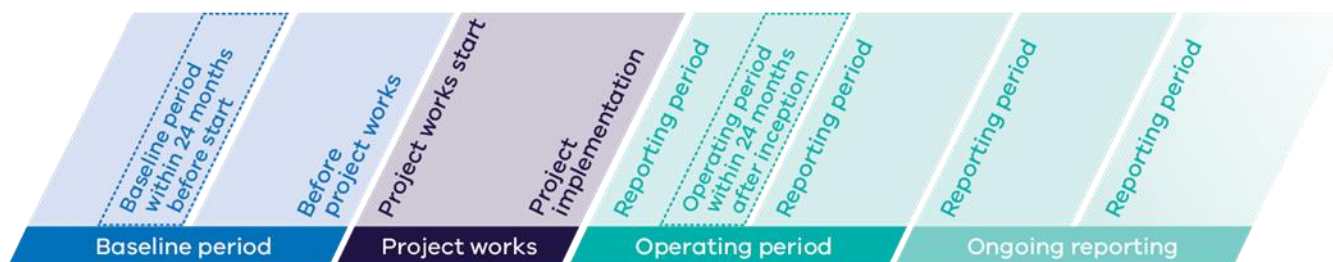 Baseline period
within 24 months
before start
Before
project works
Project works start
Project
implementation
Reporting period
Operating period
within 24 months
after inception
Reporting period
Reporting period
Reporting period
Baseline period
Project works
Operating period
Ongoing reporting